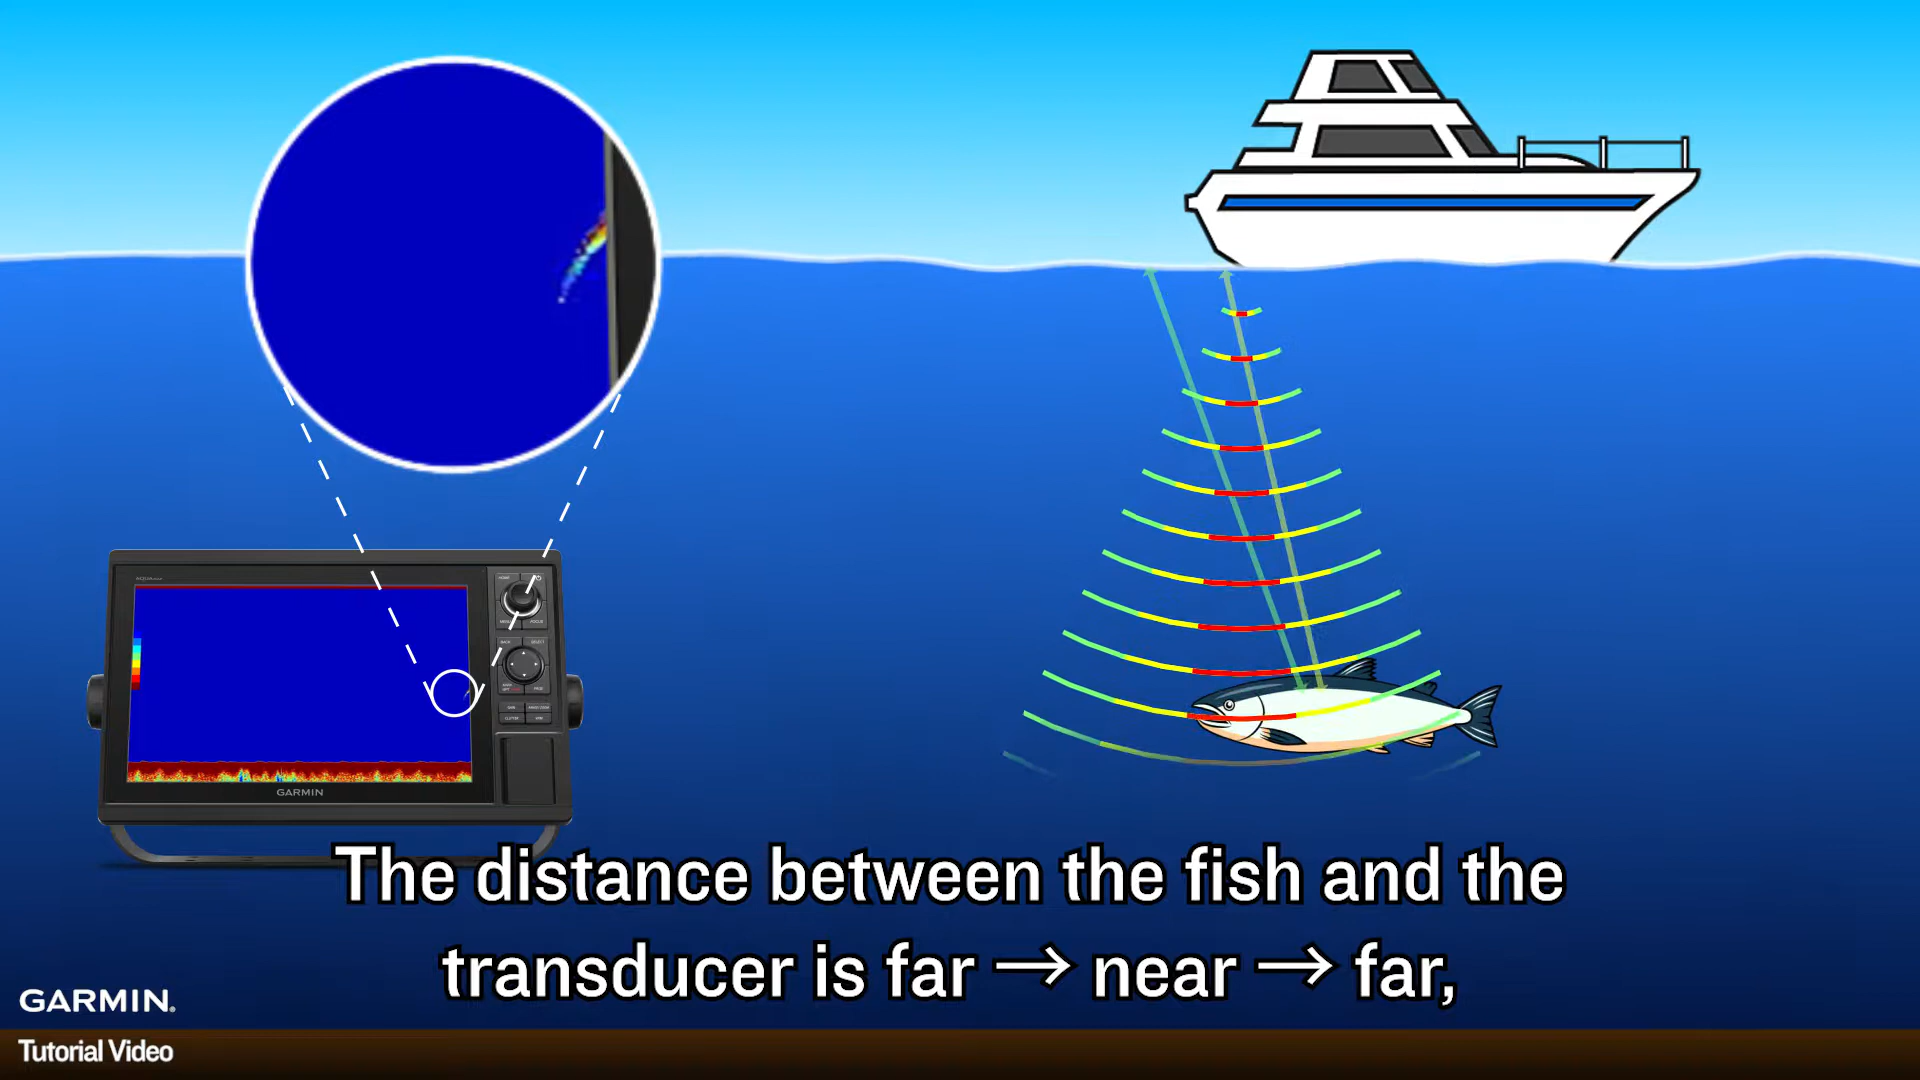 GARMIN
The distance between the fish and the
transducer is far → near → far,
GARMIN.
Tutorial Video